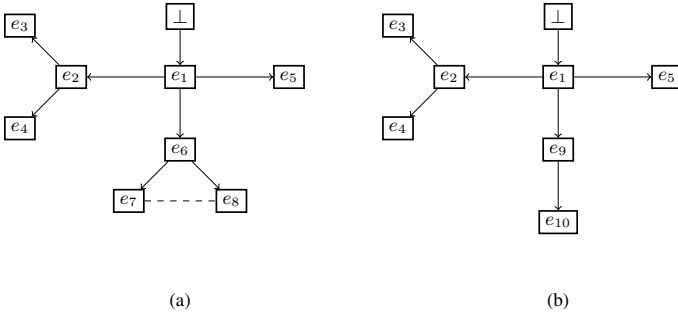 ⊥ ⊥
e₃ e₃
e₂ e₁ e₅ e₂ e₁ e₅
e₄ e₄
e₆ e₉
e₇ e₈
e₁₀
(a) (b)